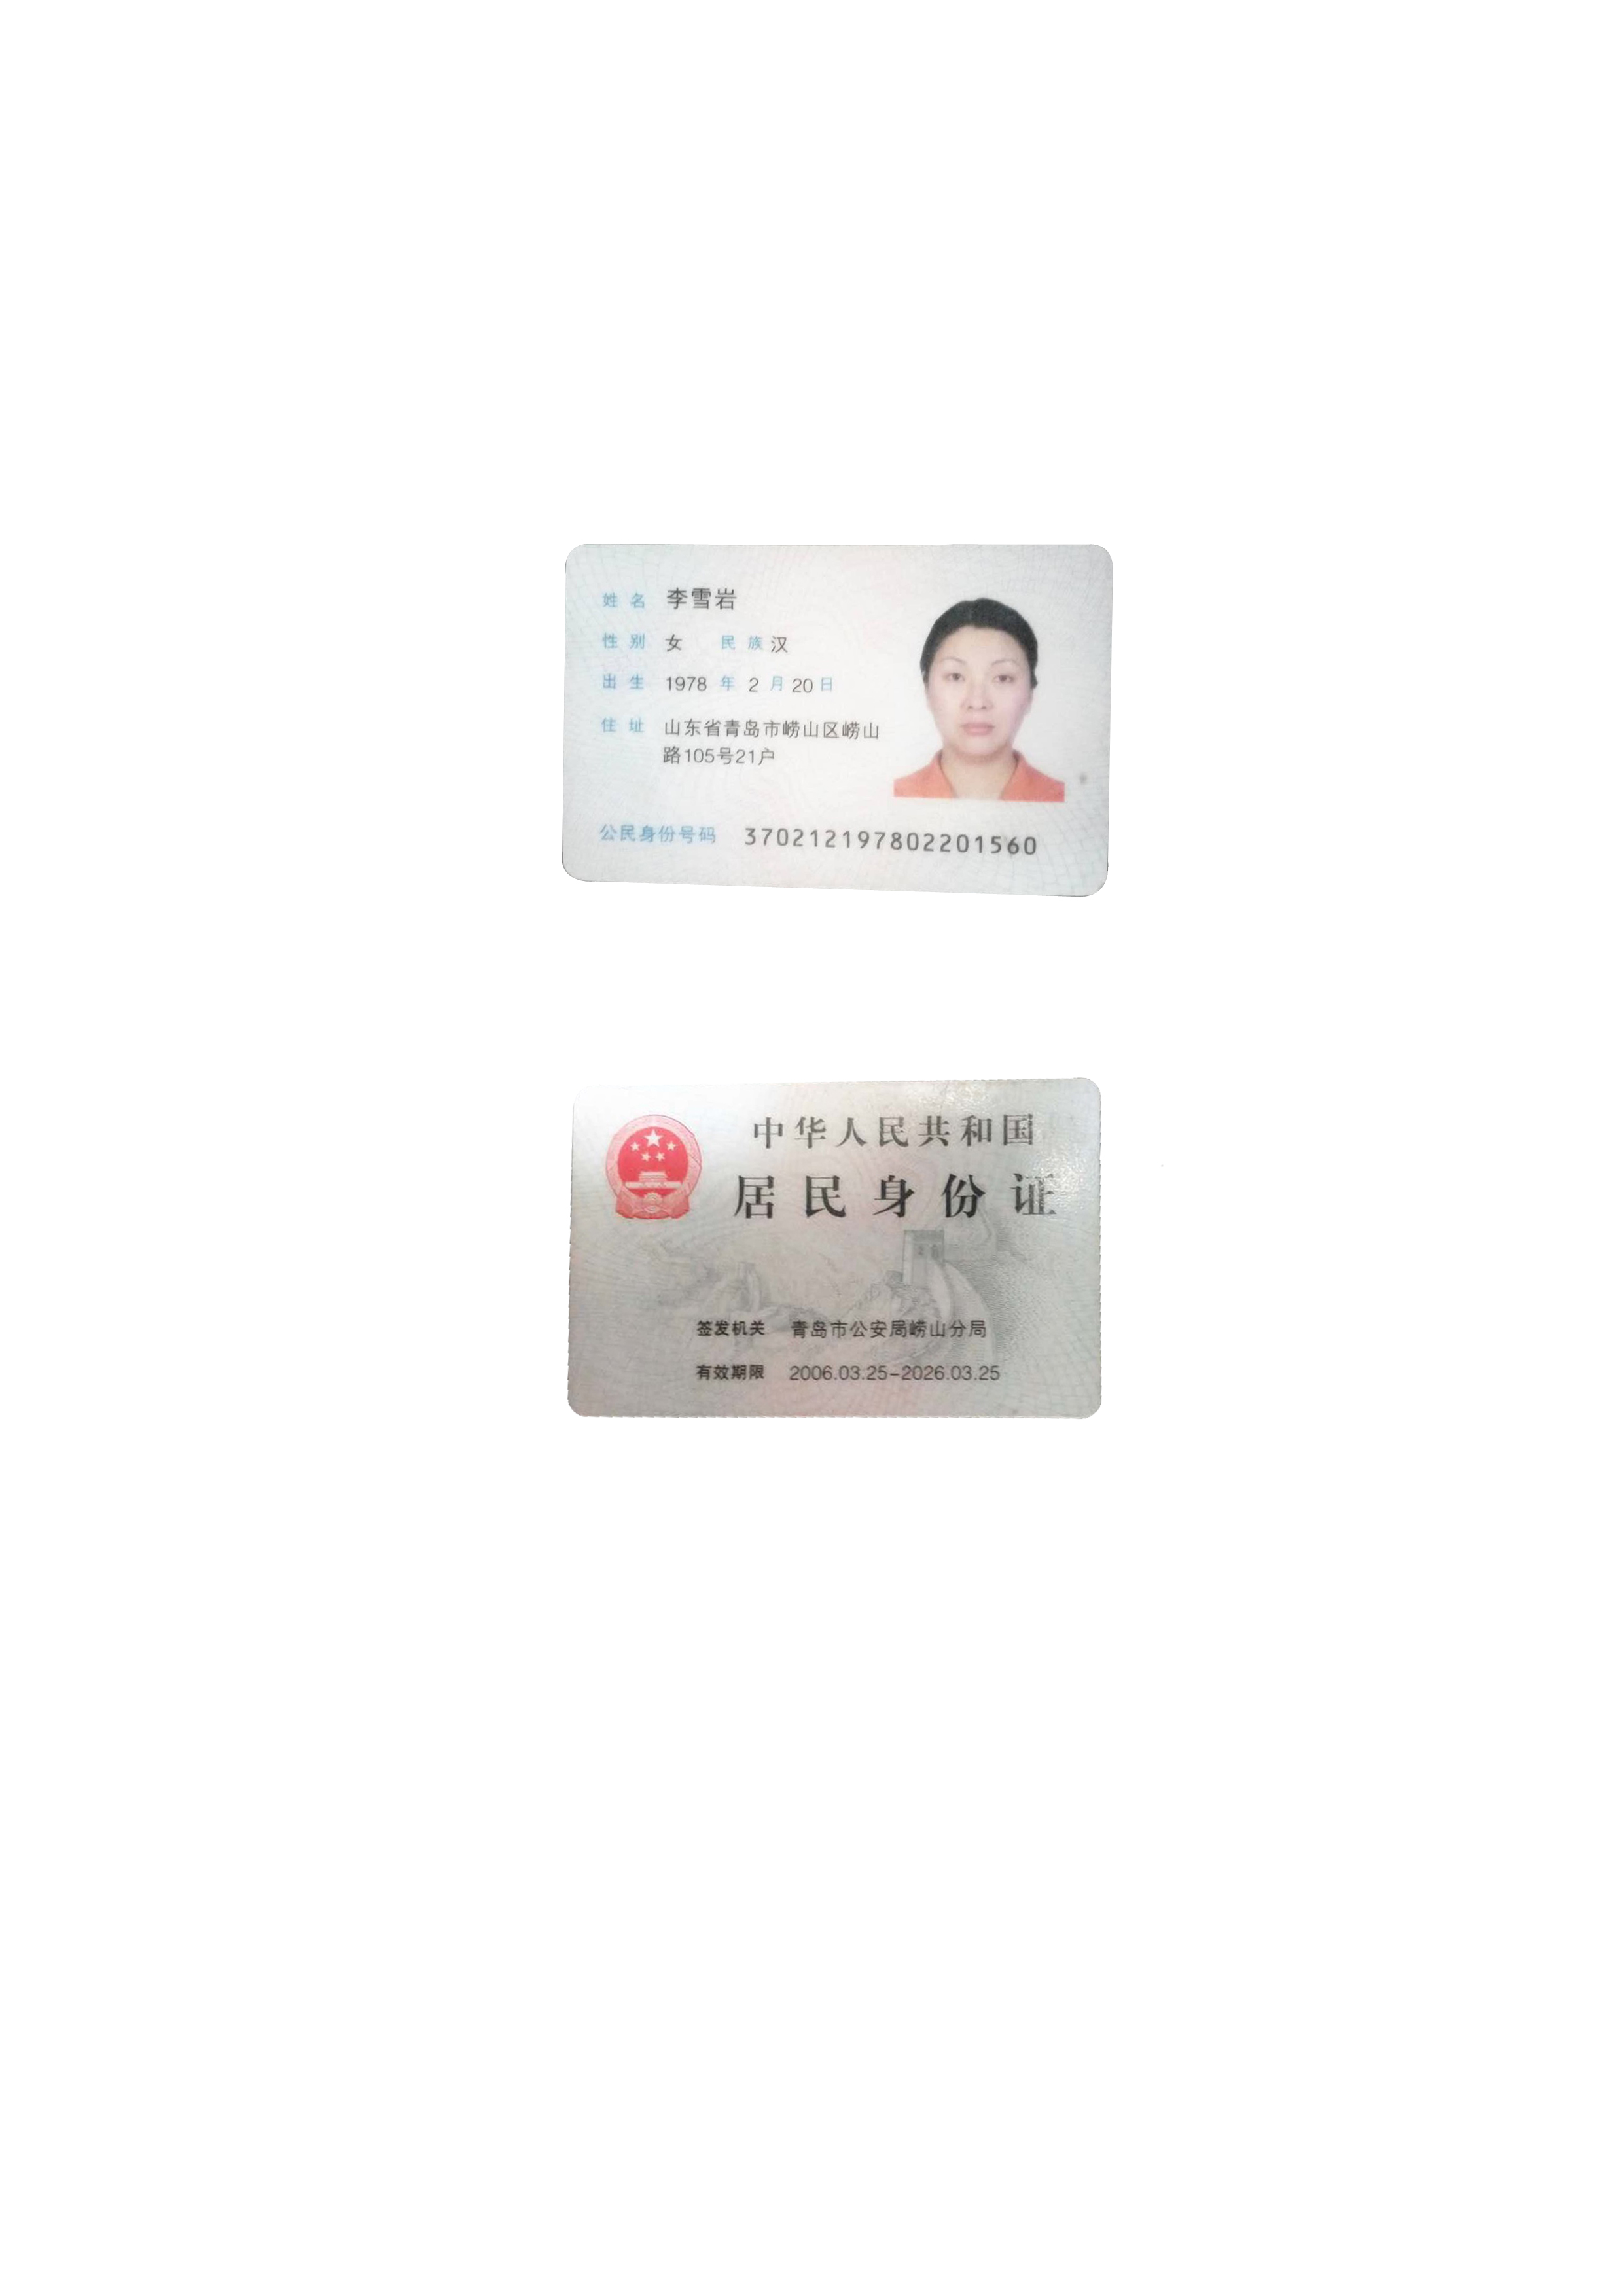 姓名 李雪岩
性别 女 民族 汉
出生 1978 年 2 月 20 日
住址 山东省青岛市崂山区崂山
路105号21户
公民身份号码 370212197802201560
中华人民共和国
居民身份证
签发机关 青岛市公安局崂山分局
有效期限 2006.03.25-2026.03.25